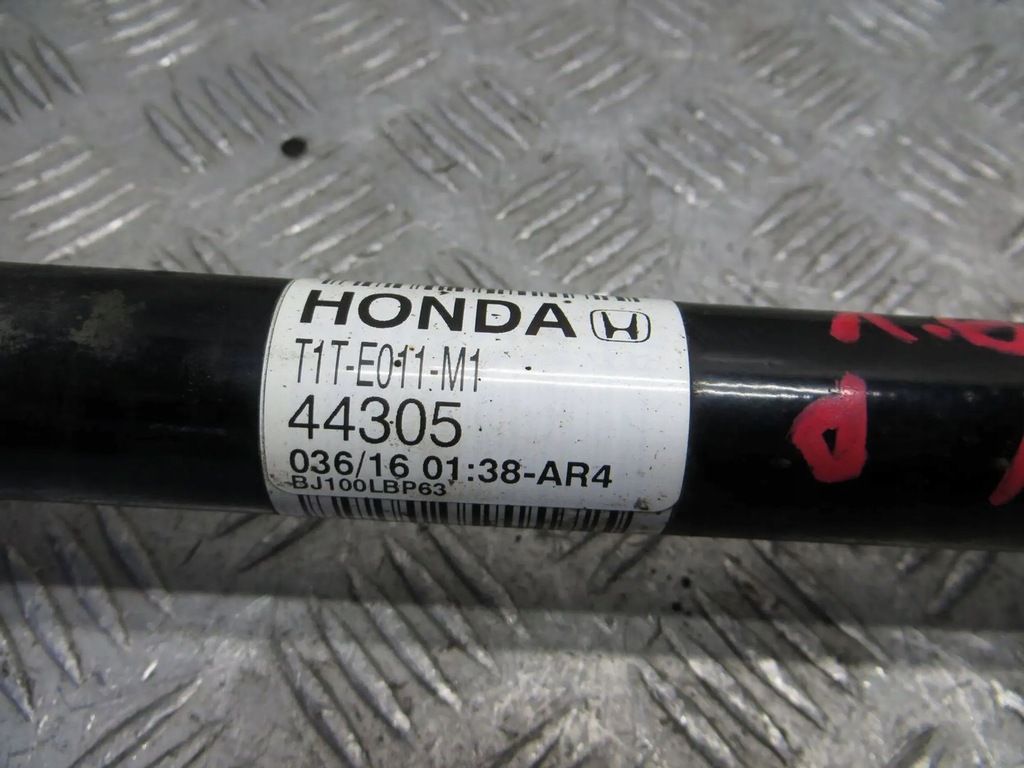 HONDA
T1T-E011-M1
44305
036/16 01:38-AR4
BJ100LBP63